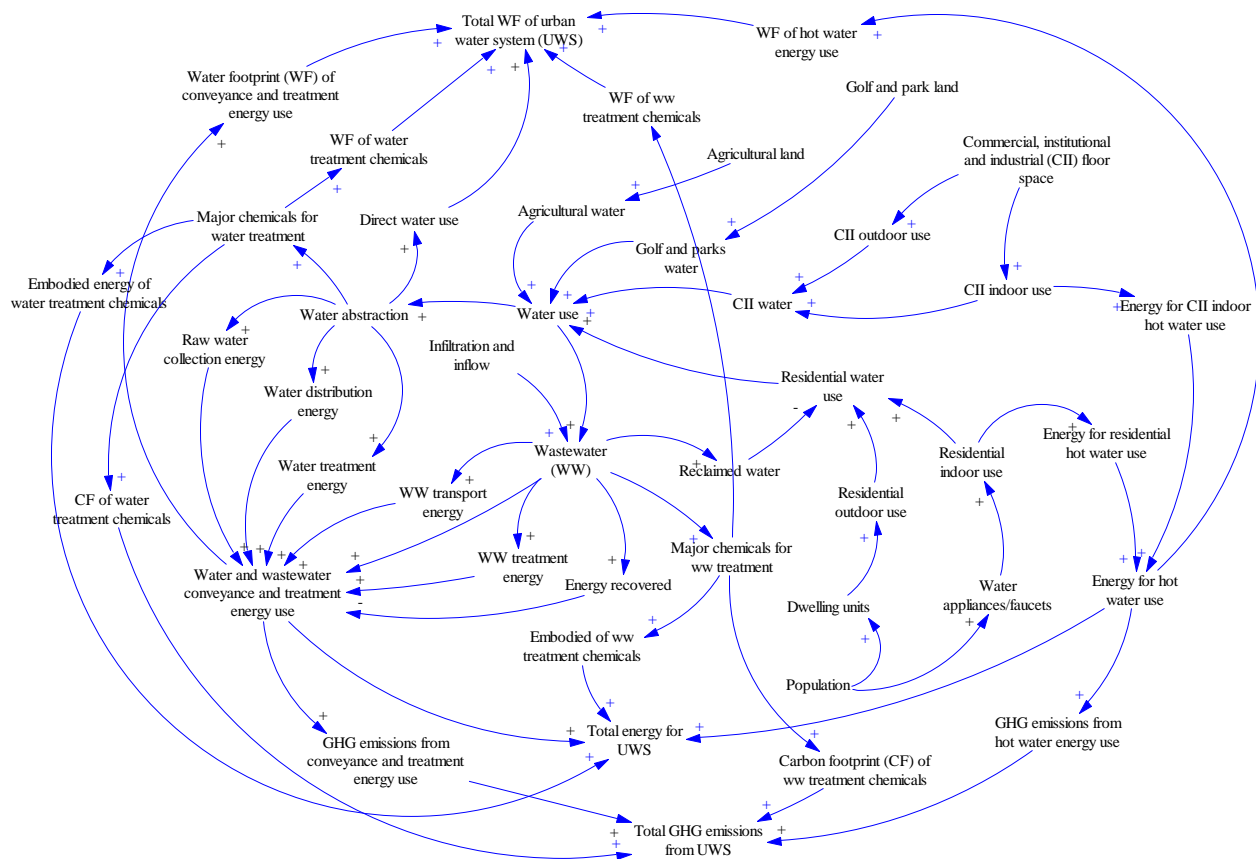 Total WF of urban
water system (UWS)
WF of hot water
energy use
Water footprint (WF) of
conveyance and treatment
energy use
WF of ww
treatment chemicals
Golf and park land
WF of water
treatment chemicals
Agricultural land
Commercial, institutional
and industrial (CII) floor
space
Major chemicals for
water treatment
Direct water use
Agricultural water
CII outdoor use
Golf and parks
water
Embodied energy of
water treatment chemicals
Water abstraction
Water use
CII water
CII indoor use
Energy for CII indoor
hot water use
Raw water
collection energy
Infiltration and
inflow
Water distribution
energy
Residential water
use
Wastewater
(WW)
Reclaimed water
Residential
indoor use
Energy for residential
hot water use
Water treatment
energy
CF of water
treatment chemicals
WW transport
energy
Residential
outdoor use
WW treatment
energy
Major chemicals for
ww treatment
Water and wastewater
conveyance and treatment
energy use
Energy recovered
Dwelling units
Water
appliances/faucets
Energy for hot
water use
Embodied of ww
treatment chemicals
Population
GHG emissions from
conveyance and treatment
energy use
Total energy for
UWS
Carbon footprint (CF) of
ww treatment chemicals
GHG emissions from
hot water energy use
Total GHG emissions
from UWS